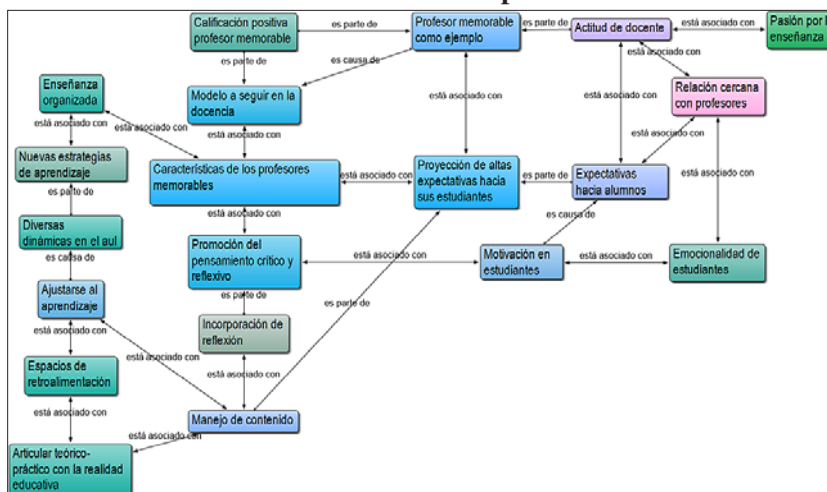 Calificación positiva
profesor memorable
es parte de
Profesor memorable
como ejemplo
es parte de
Actitud de docente
está asociado con
Pasión por l
enseñanza
es parte de
es causa de
está asociado con
Enseñanza
organizada
Modelo a seguir en la
docencia
está asociado con
Relación cercana
con profesores
está asociado con
está asociado con
está asociado con
está asociado con
está asociado con
está asociado con
Nuevas estrategias
de aprendizaje
Características de los profesores
memorables
está asociado con
Proyección de altas
expectativas hacia
sus estudiantes
es parte de
Expectativas
hacia alumnos
está asociado con
es parte de
está asociado con
es causa de
Diversas
dinámicas en el aul
Promoción del
pensamiento crítico y
reflexivo
está asociado con
Motivación en
estudiantes
está asociado con
Emocionalidad de
estudiantes
es causa de
Ajustarse al
aprendizaje
es parte de
es parte de
Incorporación de
reflexión
está asociado con
está asociado con
Espacios de
retroalimentación
está asociado con
está asociado con
Manejo de contenido
está asociado con
Articular teórico-
práctico con la realidad
educativa